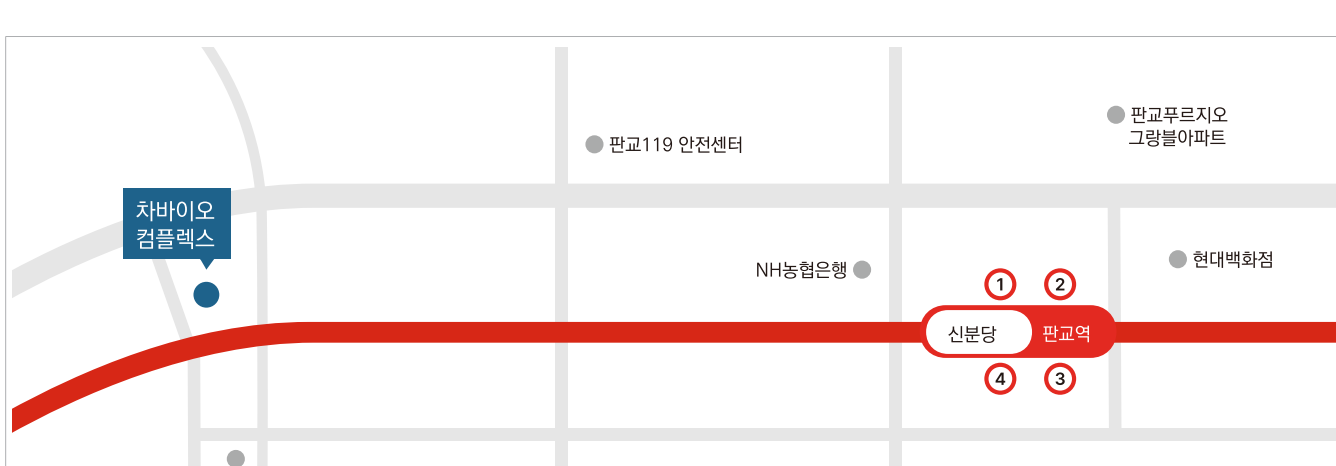 판교푸르지오
그랑블아파트
판교119 안전센터
차바이오
컴플렉스
현대백화점
NH농협은행
1
2
신분당
판교역
4
3